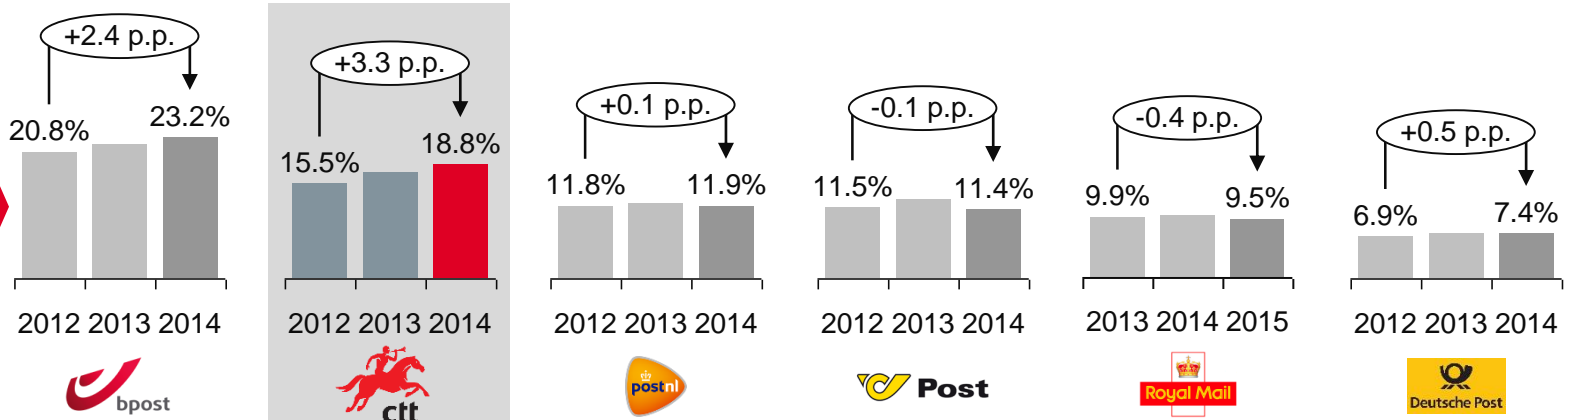 +2.4 p.p.
20.8%
23.2%
2012 2013 2014
bpost
+3.3 p.p.
15.5%
18.8%
2012 2013 2014
ctt
+0.1 p.p.
11.8%
11.9%
2012 2013 2014
postnl
-0.1 p.p.
11.5%
11.4%
2012 2013 2014
Post
-0.4 p.p.
9.9%
9.5%
2013 2014 2015
Royal Mail
+0.5 p.p.
6.9%
7.4%
2012 2013 2014
Deutsche Post